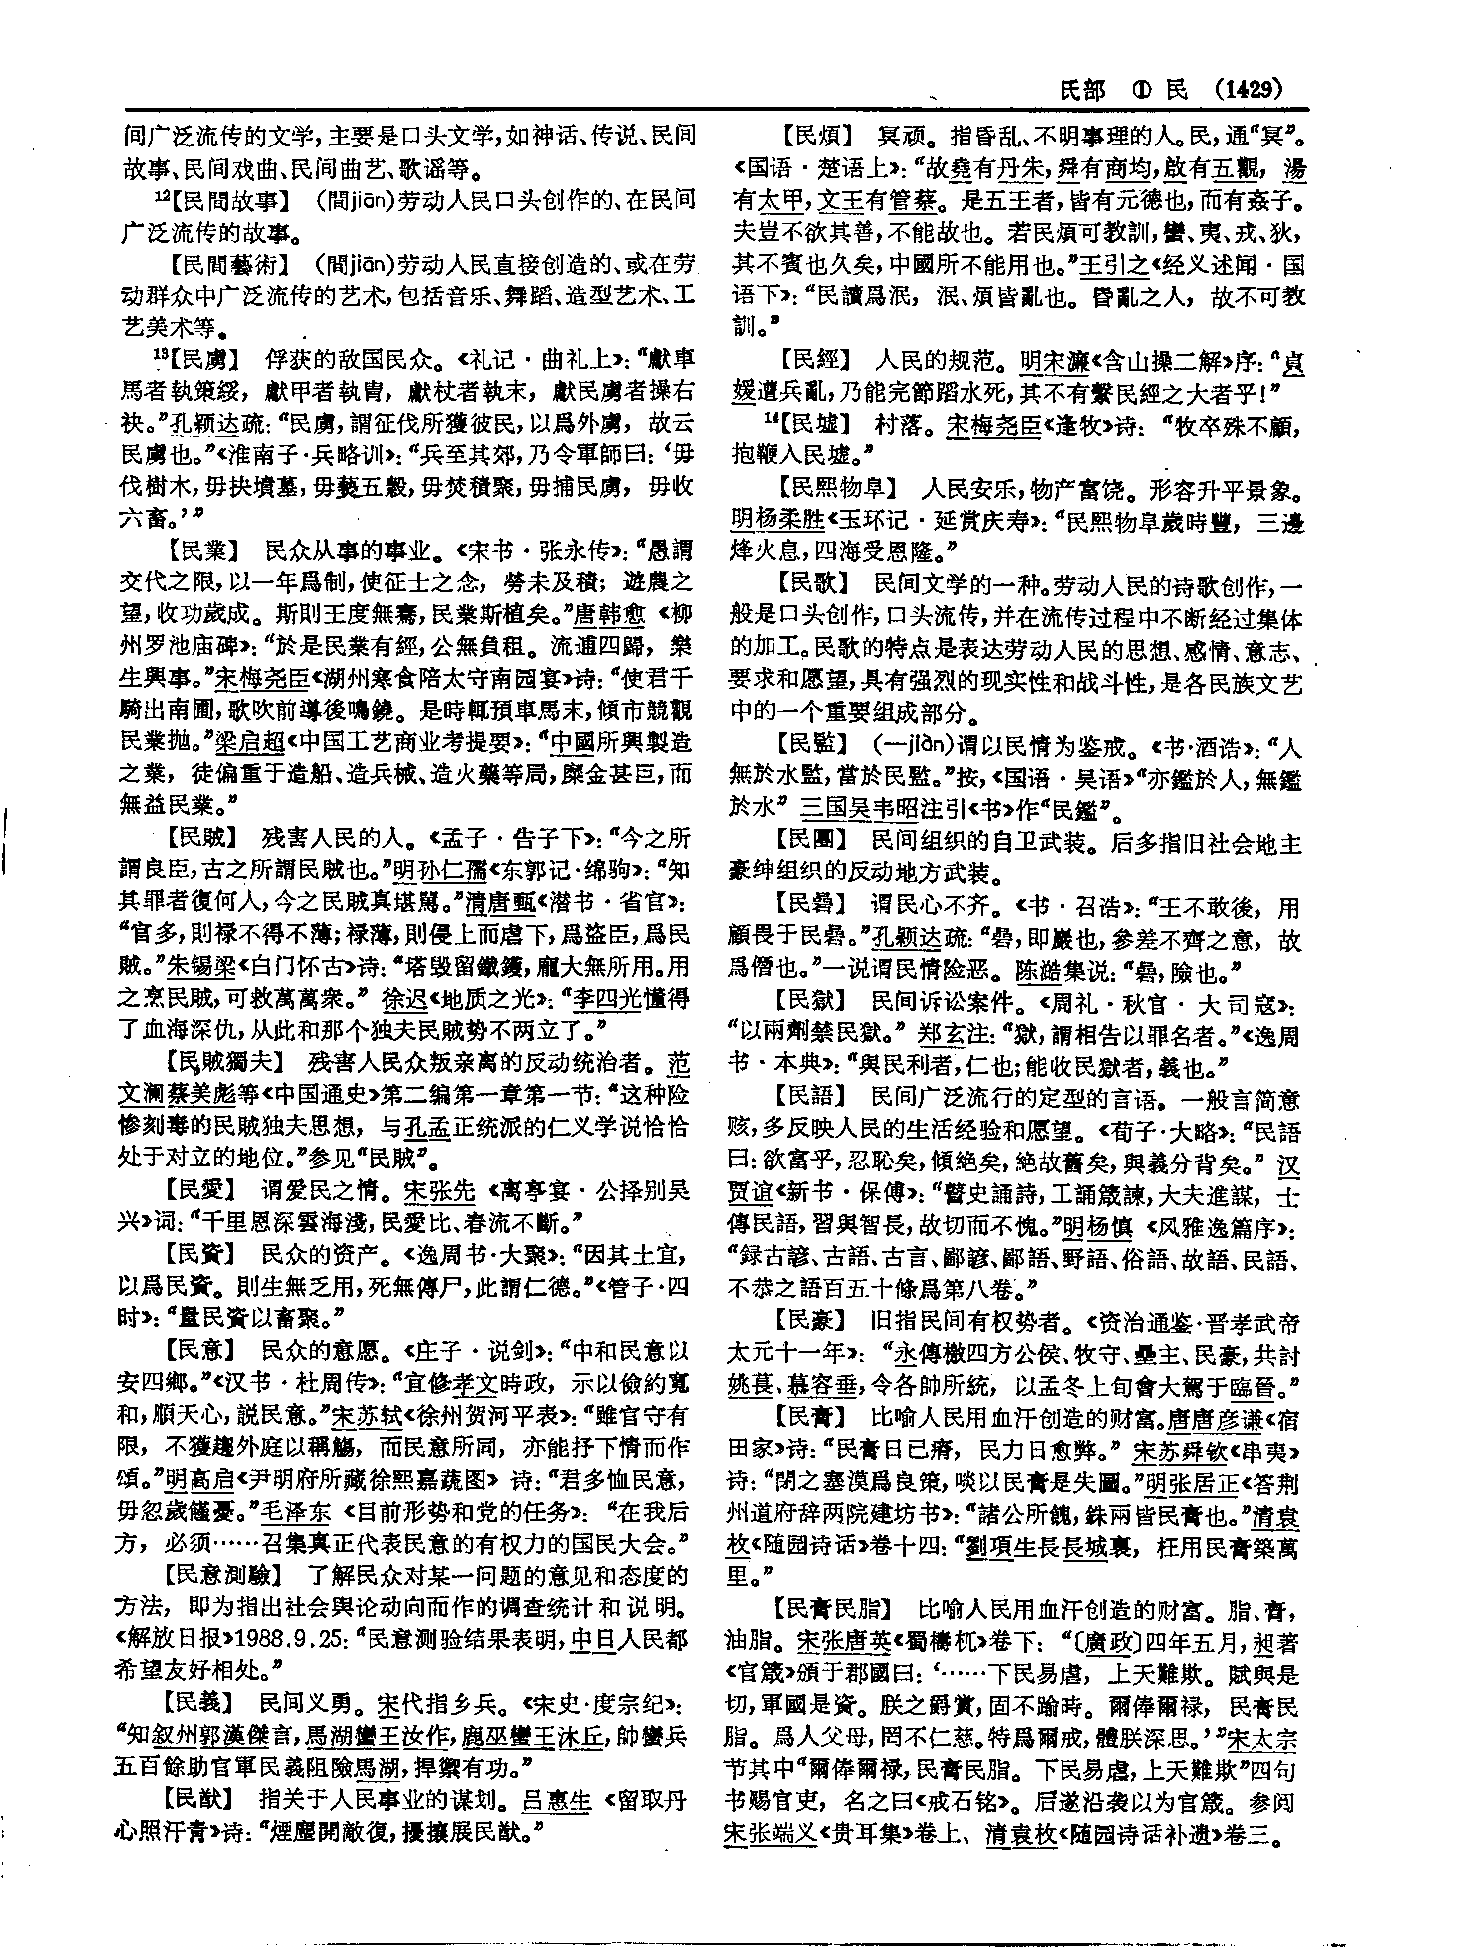 氏部 ① 民 (1429)
间广泛流传的文学,主要是口头文学,如神话、传说、民间
故事、民间戏曲、民间曲艺、歌谣等。
¹²【民間故事】 (間jiān)劳动人民口头创作的、在民间
广泛流传的故事。
【民間藝術】 (間jiān)劳动人民直接创造的、或在劳
动群众中广泛流传的艺术,包括音乐、舞蹈、造型艺术、工
艺美术等。
¹³【民虜】 俘获的敌国民众。《礼记·曲礼上》:“獻車
馬者執策綏,獻甲者執冑,獻杖者執末,獻民虜者操右
袂。”孔颖达疏:“民虜,謂征伐所獲彼民,以爲外虜,故云
民虜也。”《淮南子·兵略训》:“兵至其郊,乃令軍師曰:‘毋
伐樹木,毋抉墳墓,毋爇五穀,毋焚積聚,毋捕民虜,毋收
六畜。’”
【民業】 民众从事的事业。《宋书·张永传》:“愚謂
交代之限,以一年爲制,使征士之念,勞未及積;遊農之
望,收功歲成。斯則王度無騫,民業斯植矣。”唐韩愈《柳
州罗池庙碑》:“於是民業有經,公無負租。流逋四歸,樂
生興事。”宋梅尧臣《湖州寒食陪太守南园宴》诗:“使君千
騎出南圃,歌吹前導後鳴鐃。是時輒預車馬末,傾市競觀
民業抛。”梁启超《中国工艺商业考提要》:“中國所興製造
之業,徒偏重于造船、造兵械、造火藥等局,糜金甚巨,而
無益民業。”
【民賊】 残害人民的人。《孟子·告子下》:“今之所
謂良臣,古之所謂民賊也。”明孙仁孺《东郭记·绵驹》:“知
其罪者復何人,今之民賊真堪罵。”清唐甄《潜书·省官》:
“官多,則禄不得不薄;禄薄,則侵上而虐下,爲盜臣,爲民
賊。”朱锡梁《白门怀古》诗:“塔毁留鐵鑊,龐大無所用。用
之烹民賊,可救萬萬衆。”徐迟《地质之光》:“李四光懂得
了血海深仇,从此和那个独夫民贼势不两立了。”
【民賊獨夫】 残害人民众叛亲离的反动统治者。范
文澜蔡美彪等《中国通史》第二编第一章第一节:“这种险
惨刻毒的民贼独夫思想,与孔孟正统派的仁义学说恰恰
处于对立的地位。”参见“民賊”。
【民愛】 谓爱民之情。宋张先《离亭宴·公择别吴
兴》词:“千里恩深雲海淺,民愛比、春流不斷。”
【民資】 民众的资产。《逸周书·大聚》:“因其土宜,
以爲民資。則生無乏用,死無傳尸,此謂仁德。”《管子·四
时》:“量民資以畜聚。”
【民意】 民众的意愿。《庄子·说剑》:“中和民意以
安四鄉。”《汉书·杜周传》:“宜修孝文時政,示以儉約寬
和,順天心,説民意。”宋苏轼《徐州贺河平表》:“雖官守有
限,不獲趨外庭以稱觴,而民意所同,亦能抒下情而作
頌。”明高启《尹明府所藏徐熙嘉蔬图》诗:“君多恤民意,
毋忽歲饉憂。”毛泽东《目前形势和党的任务》:“在我后
方,必须……召集真正代表民意的有权力的国民大会。”
【民意測驗】 了解民众对某一问题的意见和态度的
方法,即为指出社会舆论动向而作的调查统计和说明。
《解放日报》1988.9.25:“民意测验结果表明,中日人民都
希望友好相处。”
【民義】 民间义勇。宋代指乡兵。《宋史·度宗纪》:
“知叙州郭漢傑言,馬湖蠻王汝作,鹿巫蠻王沐丘,帥蠻兵
五百餘助官軍民義阻險馬湖,捍禦有功。”
【民猷】 指关于人民事业的谋划。吕惠生《留取丹
心照汗青》诗:“煙塵開敵復,擾攘展民猷。”
【民煩】 冥顽。指昏乱、不明事理的人。民,通“冥”。
《国语·楚语上》:“故堯有丹朱,舜有商均,啟有五觀,湯
有太甲,文王有管蔡。是五王者,皆有元德也,而有姦子。
夫豈不欲其善,不能故也。若民煩可教訓,蠻、夷、戎、狄,
其不賓也久矣,中國所不能用也。”王引之《经义述闻·国
语下》:“民讀爲泯,泯、煩皆亂也。昏亂之人,故不可教
訓。”
【民經】 人民的规范。明宋濂《含山操二解》序:“貞
媛遭兵亂,乃能完節蹈水死,其不有繫民經之大者乎!”
¹⁴【民墟】 村落。宋梅尧臣《逢牧》诗:“牧卒殊不顧,
抱鞭入民墟。”
【民熙物阜】 人民安乐,物产富饶。形容升平景象。
明杨柔胜《玉环记·延赏庆寿》:“民熙物阜歲時豐,三邊
烽火息,四海受恩隆。”
【民歌】 民间文学的一种。劳动人民的诗歌创作,一
般是口头创作,口头流传,并在流传过程中不断经过集体
的加工。民歌的特点是表达劳动人民的思想、感情、意志、
要求和愿望,具有强烈的现实性和战斗性,是各民族文艺
中的一个重要组成部分。
【民監】 (—jiàn)谓以民情为鉴戒。《书·酒诰》:“人
無於水監,當於民監。”按,《国语·吴语》“亦鑑於人,無鑑
於水”三国吴韦昭注引《书》作“民鑑”。
【民團】 民间组织的自卫武装。后多指旧社会地主
豪绅组织的反动地方武装。
【民碞】 谓民心不齐。《书·召诰》:“王不敢後,用
顧畏于民碞。”孔颖达疏:“碞,即巖也,參差不齊之意,故
爲僭也。”一说谓民情险恶。陈澔集说:“碞,險也。”
【民獄】 民间诉讼案件。《周礼·秋官·大司寇》:
“以兩劑禁民獄。”郑玄注:“獄,謂相告以罪名者。”《逸周
书·本典》:“與民利者,仁也;能收民獄者,義也。”
【民語】 民间广泛流行的定型的言语。一般言简意
赅,多反映人民的生活经验和愿望。《荀子·大略》:“民語
曰:欲富乎,忍恥矣,傾絶矣,絶故舊矣,與義分背矣。”汉
贾谊《新书·保傅》:“瞽史誦詩,工誦箴諫,大夫進謀,士
傳民語,習與智長,故切而不愧。”明杨慎《风雅逸篇序》:
“録古諺、古語、古言、鄙諺、鄙語、野語、俗語、故語、民語、
不恭之語百五十條爲第八卷。”
【民豪】 旧指民间有权势者。《资治通鉴·晋孝武帝
太元十一年》:“永傳檄四方公侯、牧守、壘主、民豪,共討
姚萇、慕容垂,令各帥所統,以孟冬上旬會大駕于臨晉。”
【民膏】 比喻人民用血汗创造的财富。唐唐彦谦《宿
田家》诗:“民膏日已瘠,民力日愈弊。”宋苏舜钦《串夷》
诗:“閉之塞漠爲良策,啖以民膏是失圖。”明张居正《答荆
州道府辞两院建坊书》:“諸公所餽,銖兩皆民膏也。”清袁
枚《随园诗话》卷十四:“劉項生長長城裏,枉用民膏築萬
里。”
【民膏民脂】 比喻人民用血汗创造的财富。脂、膏,
油脂。宋张唐英《蜀檮杌》卷下:“〔廣政〕四年五月,昶著
《官箴》頒于郡國曰:‘……下民易虐,上天難欺。賦與是
切,軍國是資。朕之爵賞,固不踰時。爾俸爾禄,民膏民
脂。爲人父母,罔不仁慈。特爲爾戒,體朕深思。’”宋太宗
节其中“爾俸爾禄,民膏民脂。下民易虐,上天難欺”四句
书赐官吏,名之曰《戒石铭》。后遂沿袭以为官箴。参阅
宋张端义《贵耳集》卷上、清袁枚《随园诗话补遗》卷三。